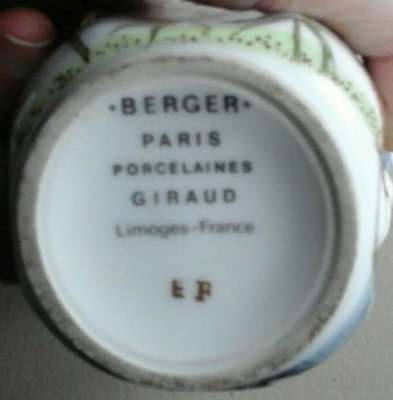 •BERGER•
PARIS
PORCELAINES
GIRAUD
Limoges-France
E P